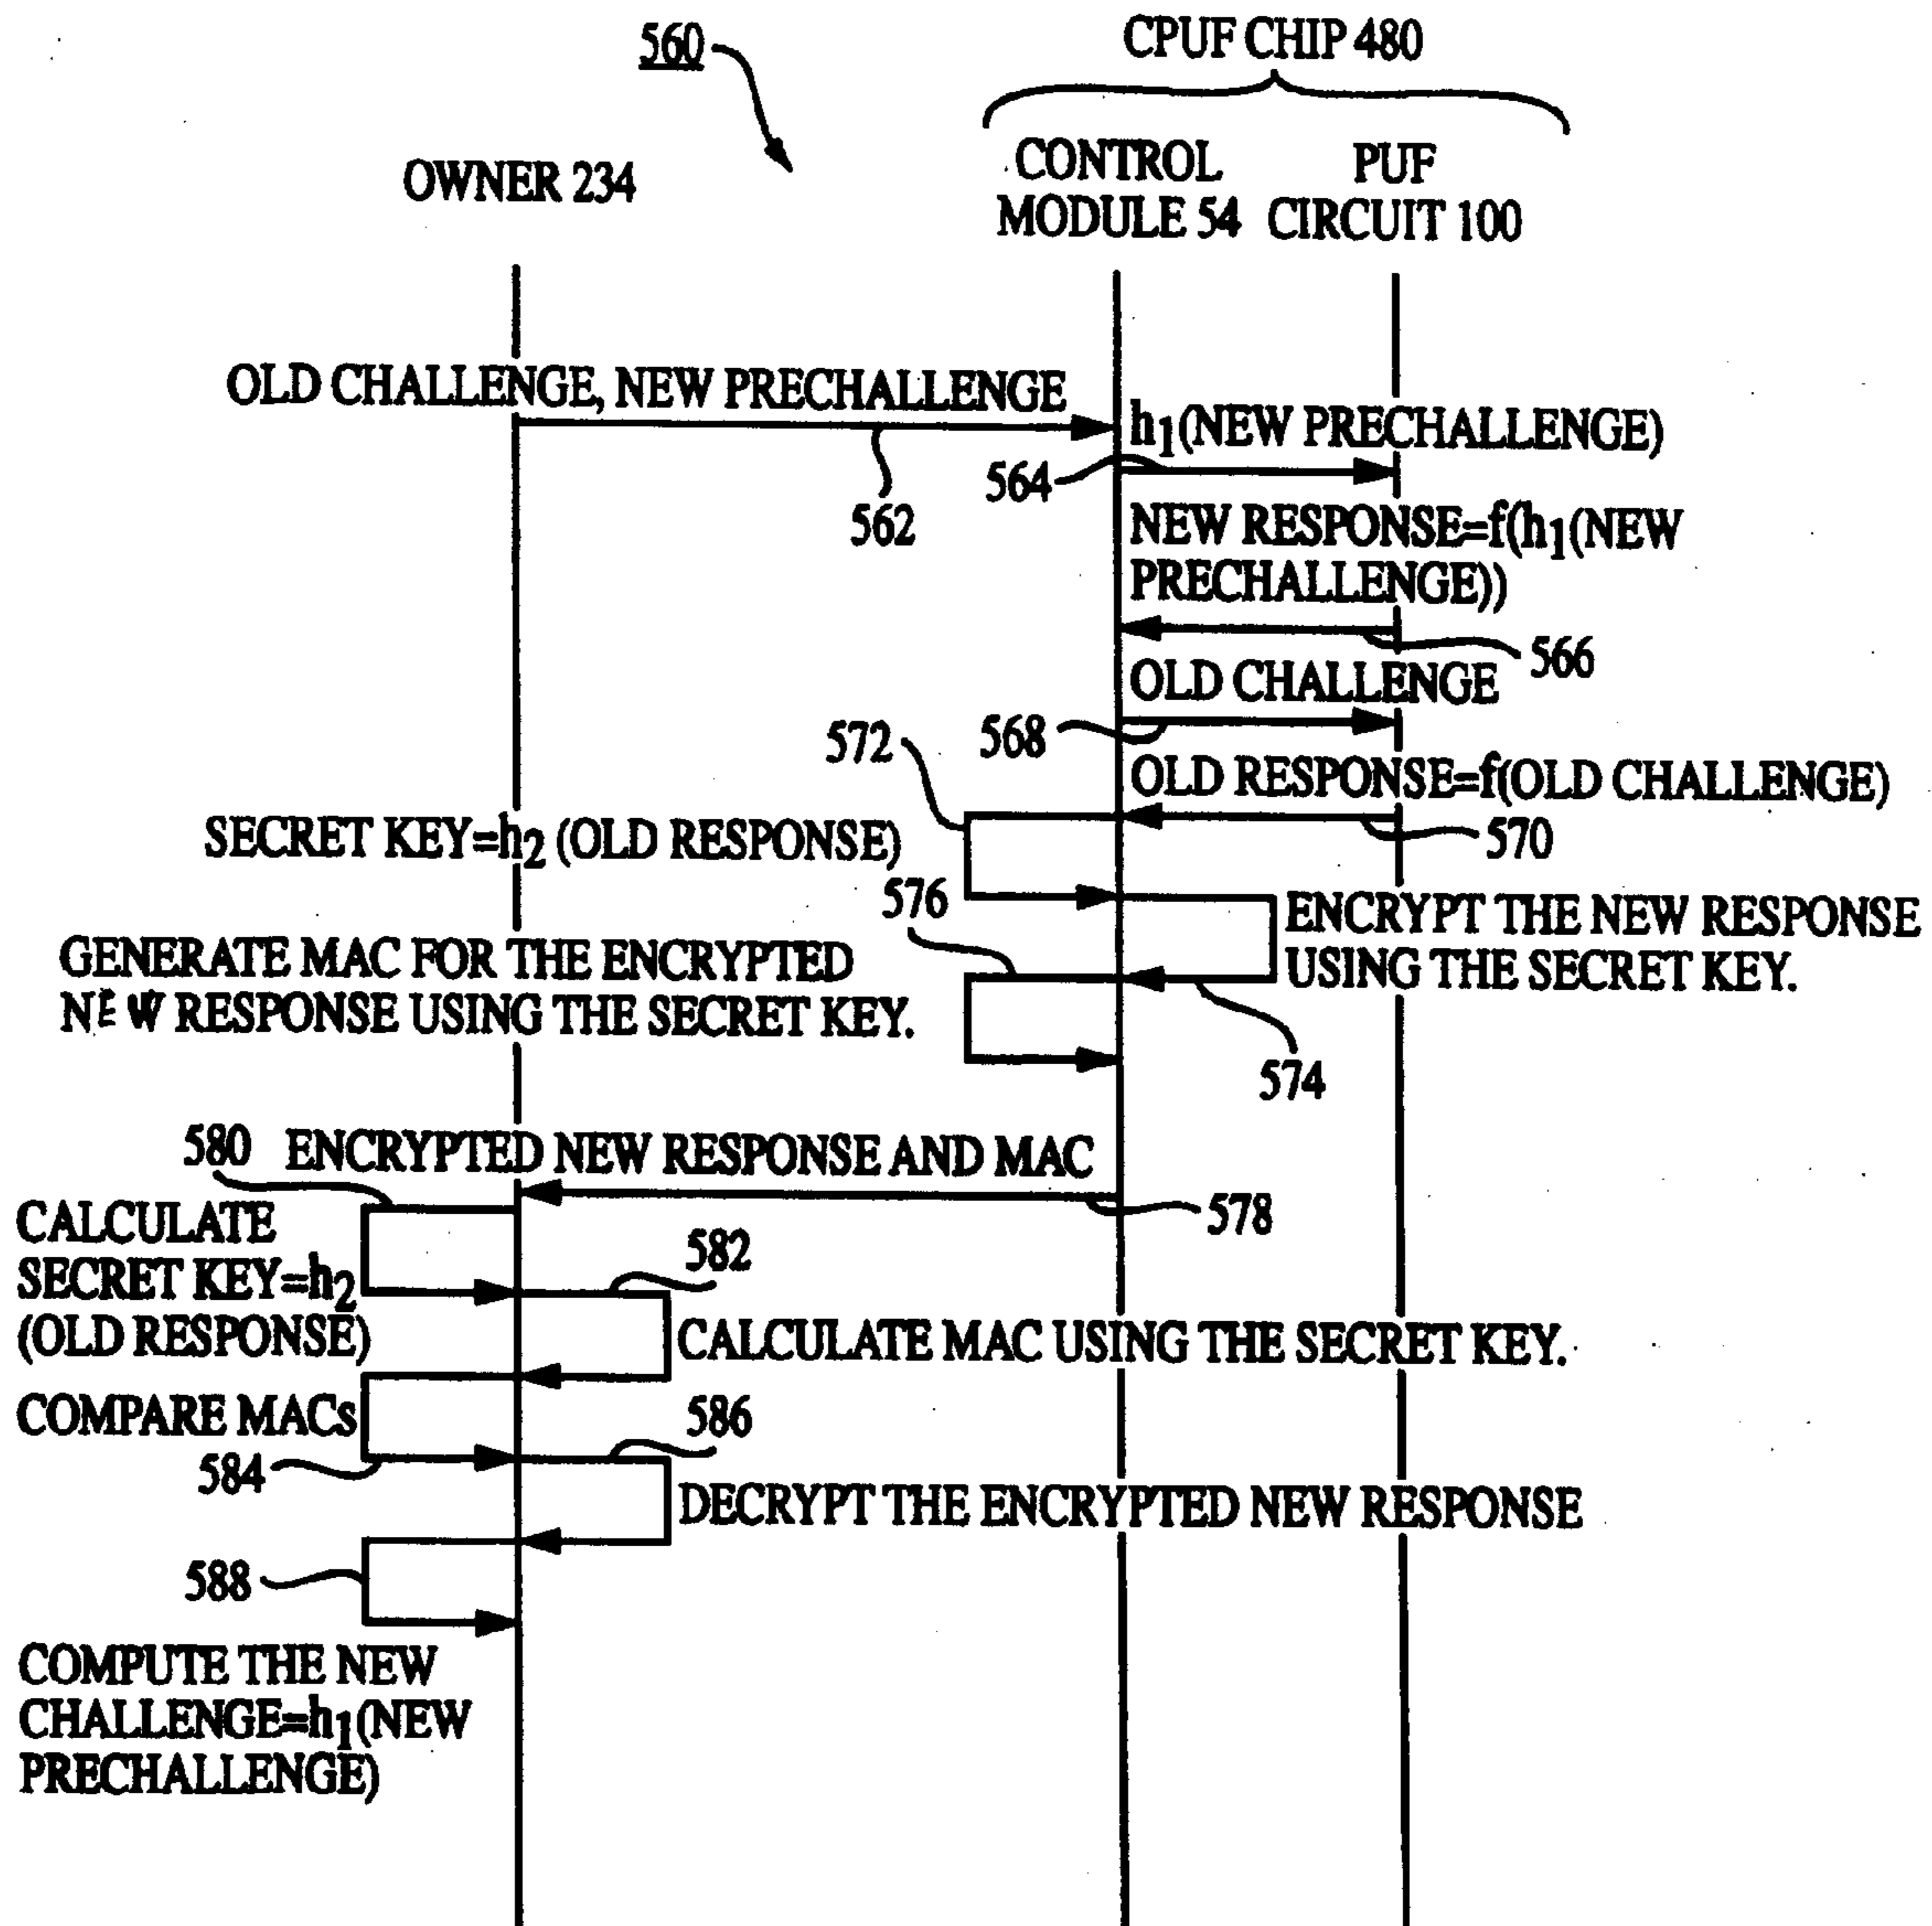 560
CPUF CHIP 480
OWNER 234
CONTROL
MODULE 54
PUF
CIRCUIT 100
OLD CHALLENGE, NEW PRECHALLENGE
562
h1(NEW PRECHALLENGE)
564
NEW RESPONSE=f(h1(NEW
PRECHALLENGE))
566
OLD CHALLENGE
568
572
OLD RESPONSE=f(OLD CHALLENGE)
570
SECRET KEY=h2 (OLD RESPONSE)
576
ENCRYPT THE NEW RESPONSE
USING THE SECRET KEY.
574
GENERATE MAC FOR THE ENCRYPTED
NEW RESPONSE USING THE SECRET KEY.
580
ENCRYPTED NEW RESPONSE AND MAC
578
CALCULATE
SECRET KEY=h2
(OLD RESPONSE)
582
CALCULATE MAC USING THE SECRET KEY.
COMPARE MACs
584
586
DECRYPT THE ENCRYPTED NEW RESPONSE
588
COMPUTE THE NEW
CHALLENGE=h1(NEW
PRECHALLENGE)